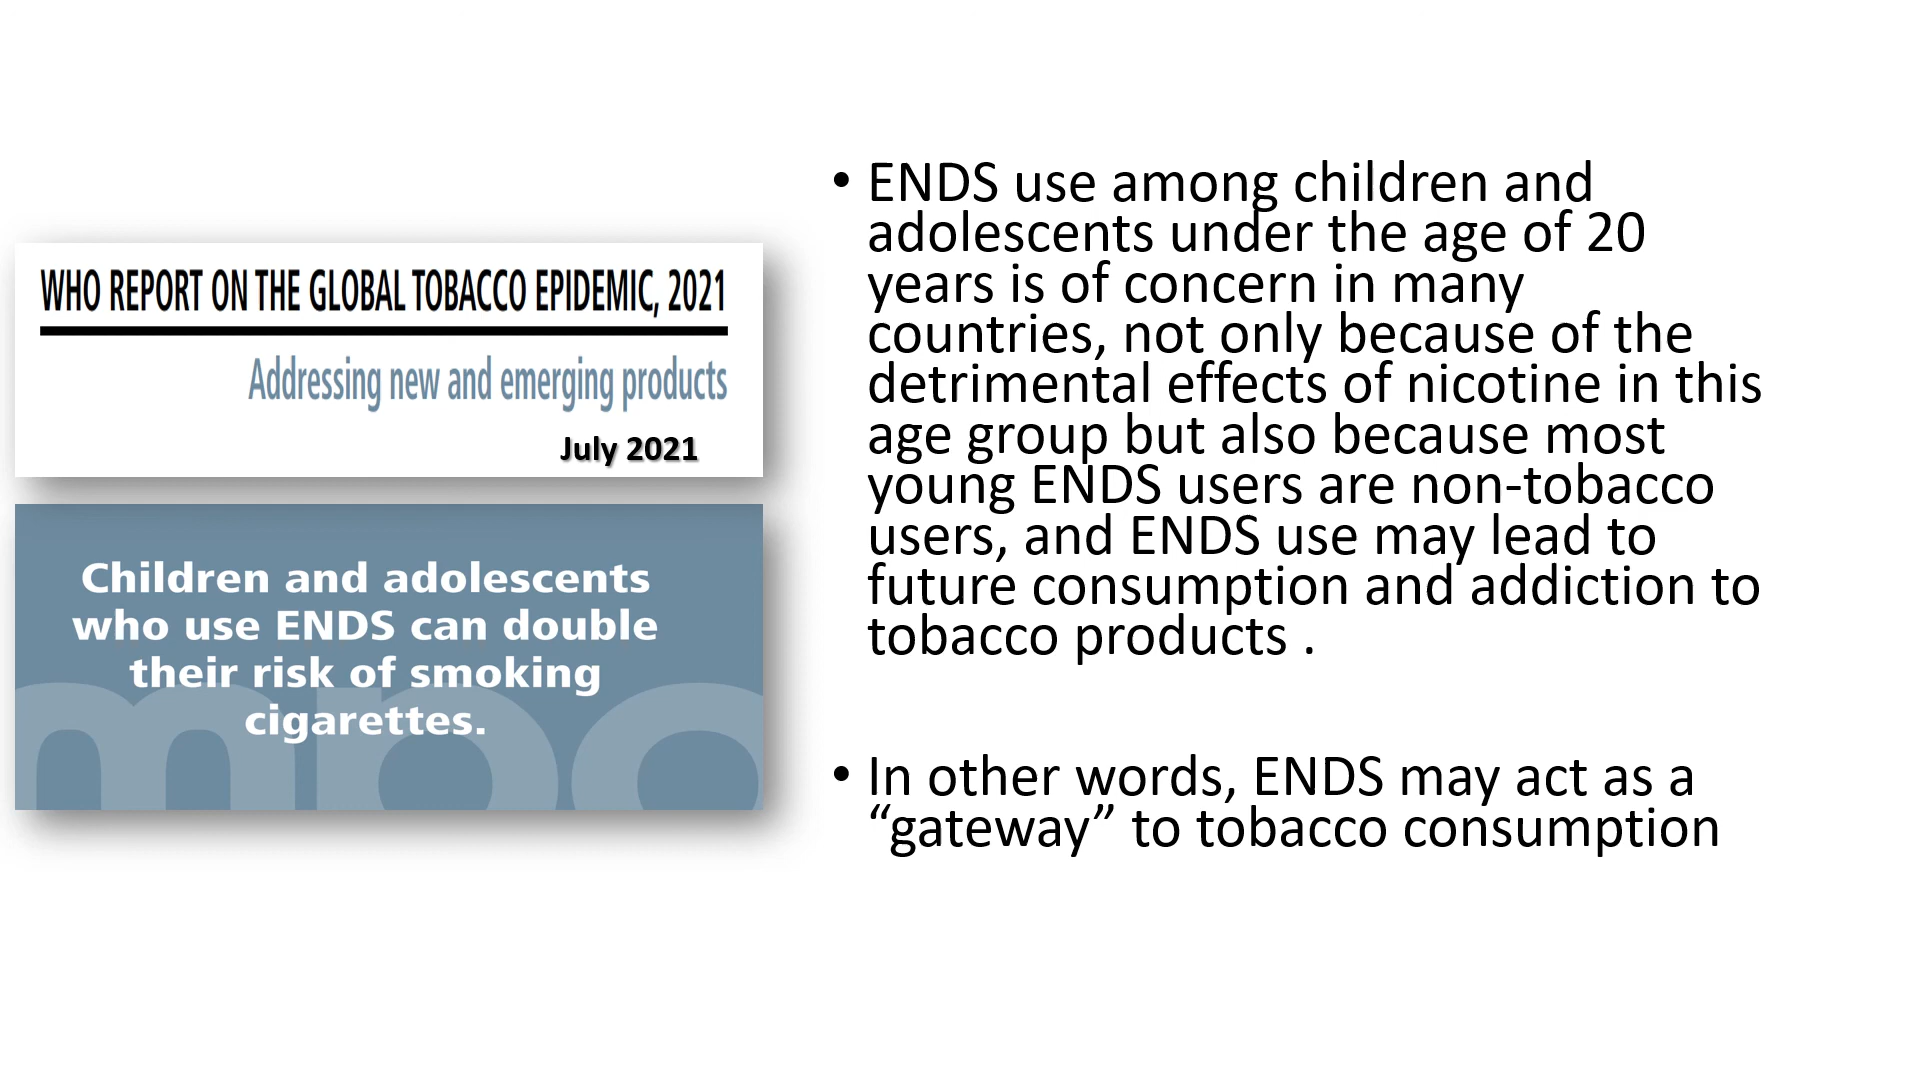 WHO REPORT ON THE GLOBAL TOBACCO EPIDEMIC, 2021
Addressing new and emerging products
July 2021
Children and adolescents
who use ENDS can double
their risk of smoking
cigarettes.
• ENDS use among children and
adolescents under the age of 20
years is of concern in many
countries, not only because of the
detrimental effects of nicotine in this
age group but also because most
young ENDS users are non-tobacco
users, and ENDS use may lead to
future consumption and addiction to
tobacco products .
• In other words, ENDS may act as a
“gateway” to tobacco consumption